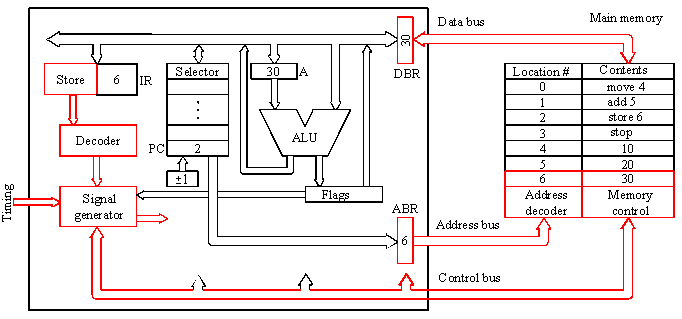 Data bus
Main memory
30
DBR
Store
6
IR
Selector
30
A
Location #
Contents
0
move 4
1
add 5
2
store 6
3
stop
4
10
5
20
6
30
Address
decoder
Memory
control
Decoder
ALU
PC
2
±1
Timing
Signal
generator
Flags
ABR
6
Address bus
Control bus